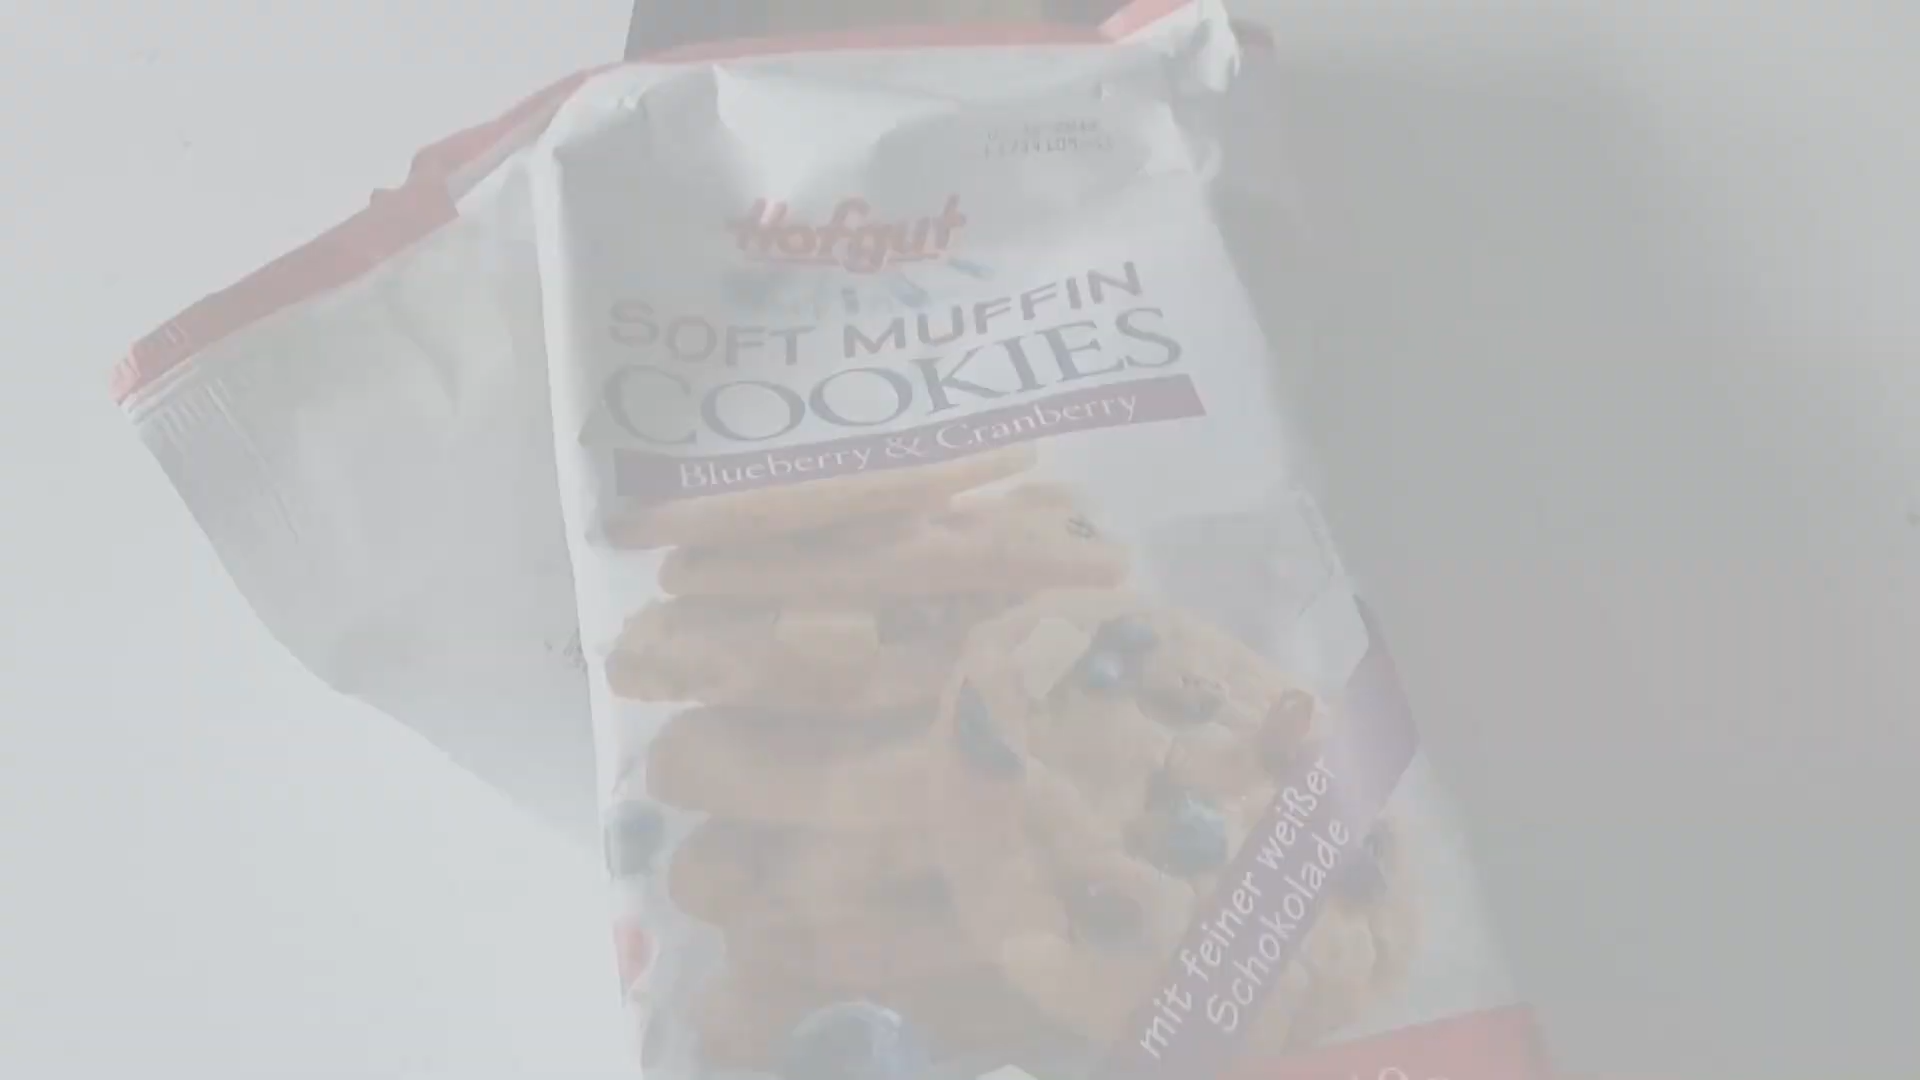 Hofgut
SOFT MUFFIN
COOKIES
Blueberry & Cranberry
mit feiner weißer
Schokolade